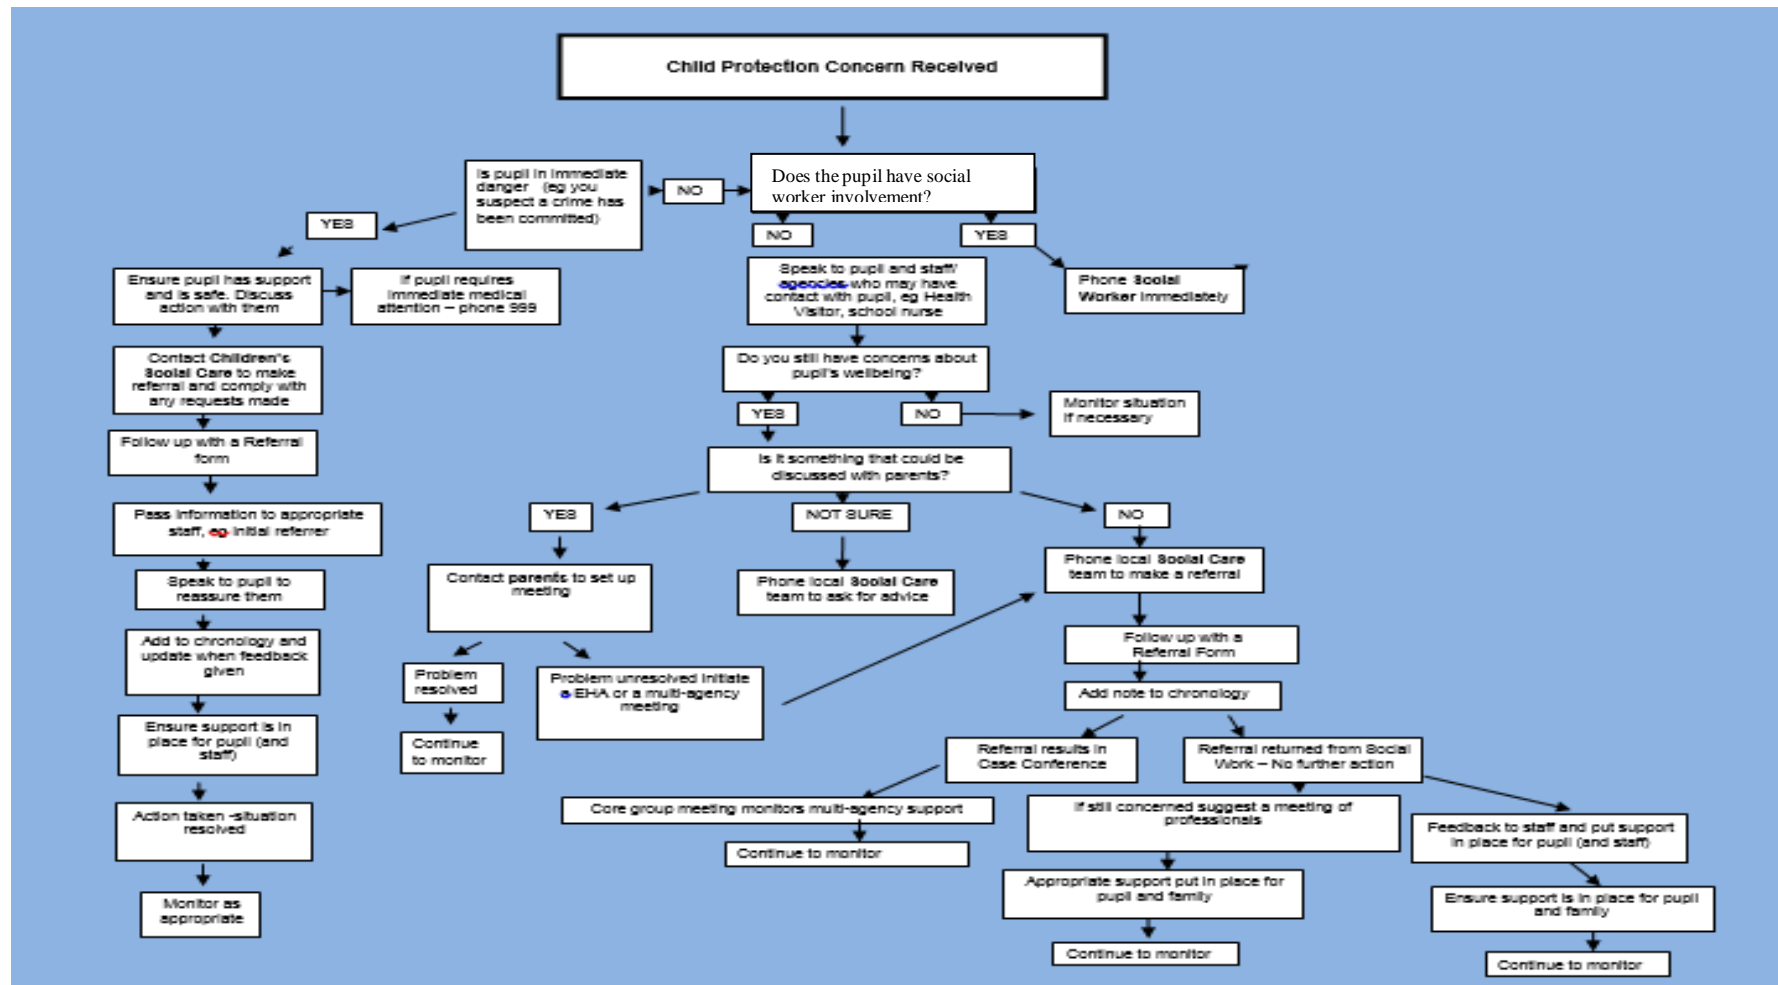 Child Protection Concern Received
Is pupil in immediate
danger (eg you
suspect a crime has
been committed)
NO
Does the pupil have social
worker involvement?
YES
NO
YES
Ensure pupil has support
and is safe. Discuss
action with them
If pupil requires
immediate medical
attention – phone 999
Speak to pupil and staff/
agencies who may have
contact with pupil, eg Health
Visitor, school nurse
Phone Social
Worker immediately
Contact Children's
Social Care to make
referral and comply with
any requests made
Do you still have concerns about
pupil's wellbeing?
YES
NO
Monitor situation
if necessary
Follow up with a Referral
form
Is it something that could be
discussed with parents?
Pass information to appropriate
staff, eg initial referrer
YES
NOT SURE
NO
Speak to pupil to
reassure them
Contact parents to set up
meeting
Phone local Social Care
team to ask for advice
Phone local Social Care
team to make a referral
Add to chronology and
update when feedback
given
Follow up with a
Referral Form
Problem
resolved
Problem unresolved initiate
a EHA or a multi-agency
meeting
Add note to chronology
Ensure support is in
place for pupil (and
staff)
Continue
to monitor
Referral results in
Case Conference
Referral returned from Social
Work – No further action
Action taken -situation
resolved
Core group meeting monitors multi-agency support
If still concerned suggest a meeting of
professionals
Feedback to staff and put support
in place for pupil (and staff)
Continue to monitor
Monitor as
appropriate
Appropriate support put in place for
pupil and family
Ensure support is in place for pupil
and family
Continue to monitor
Continue to monitor